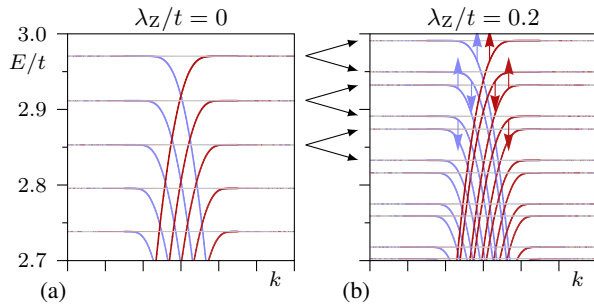 λZ/t = 0
λZ/t = 0.2
3.0
E/t
2.9
2.8
2.7
k
k
(a)
(b)